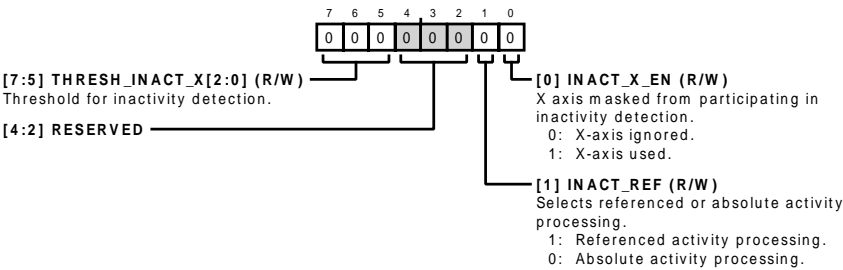 7 6 5 4 3 2 1 0
0 0 0 0 0 0 0 0
[7:5] THRESH_INACT_X[2:0] (R/W)
Threshold for inactivity detection.
[4:2] RESERVED
[0] INACT_X_EN (R/W)
X axis masked from participating in
inactivity detection.
0: X-axis ignored.
1: X-axis used.
[1] INACT_REF (R/W)
Selects referenced or absolute activity
processing.
1: Referenced activity processing.
0: Absolute activity processing.